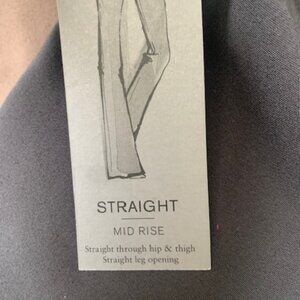 STRAIGHT
MID RISE
Straight through hip & thigh
Straight leg opening